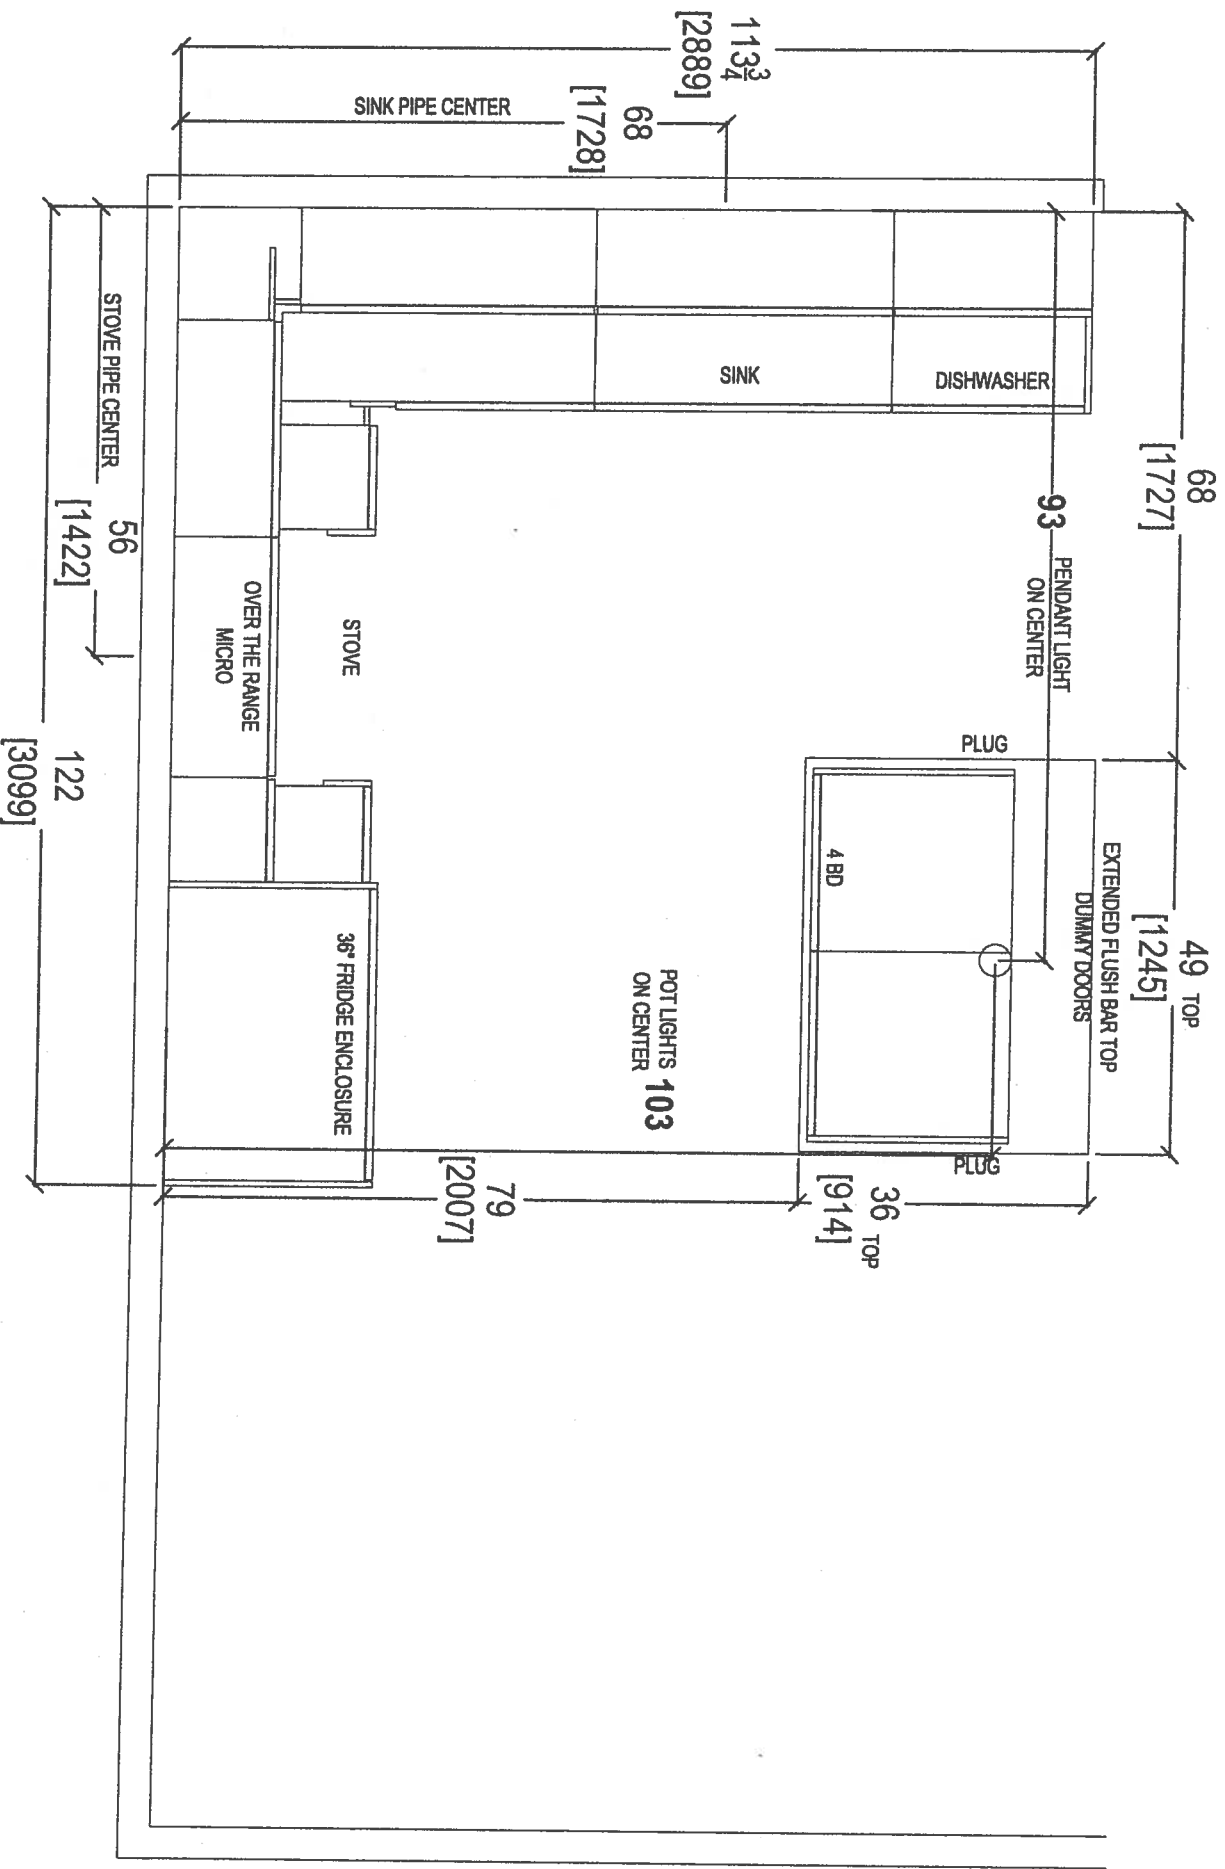 113 3/4
[2889]
68
[1728]
SINK PIPE CENTER
68
[1727]
93
PENDANT LIGHT
ON CENTER
SINK
DISHWASHER
STOVE PIPE CENTER
56
[1422]
122
[3099]
OVER THE RANGE
MICRO
STOVE
36" FRIDGE ENCLOSURE
PLUG
4 BD
EXTENDED FLUSH BAR TOP
DUMMY DOORS
49 TOP
[1245]
POT LIGHTS
ON CENTER
103
PLUG
79
[2007]
36 TOP
[914]